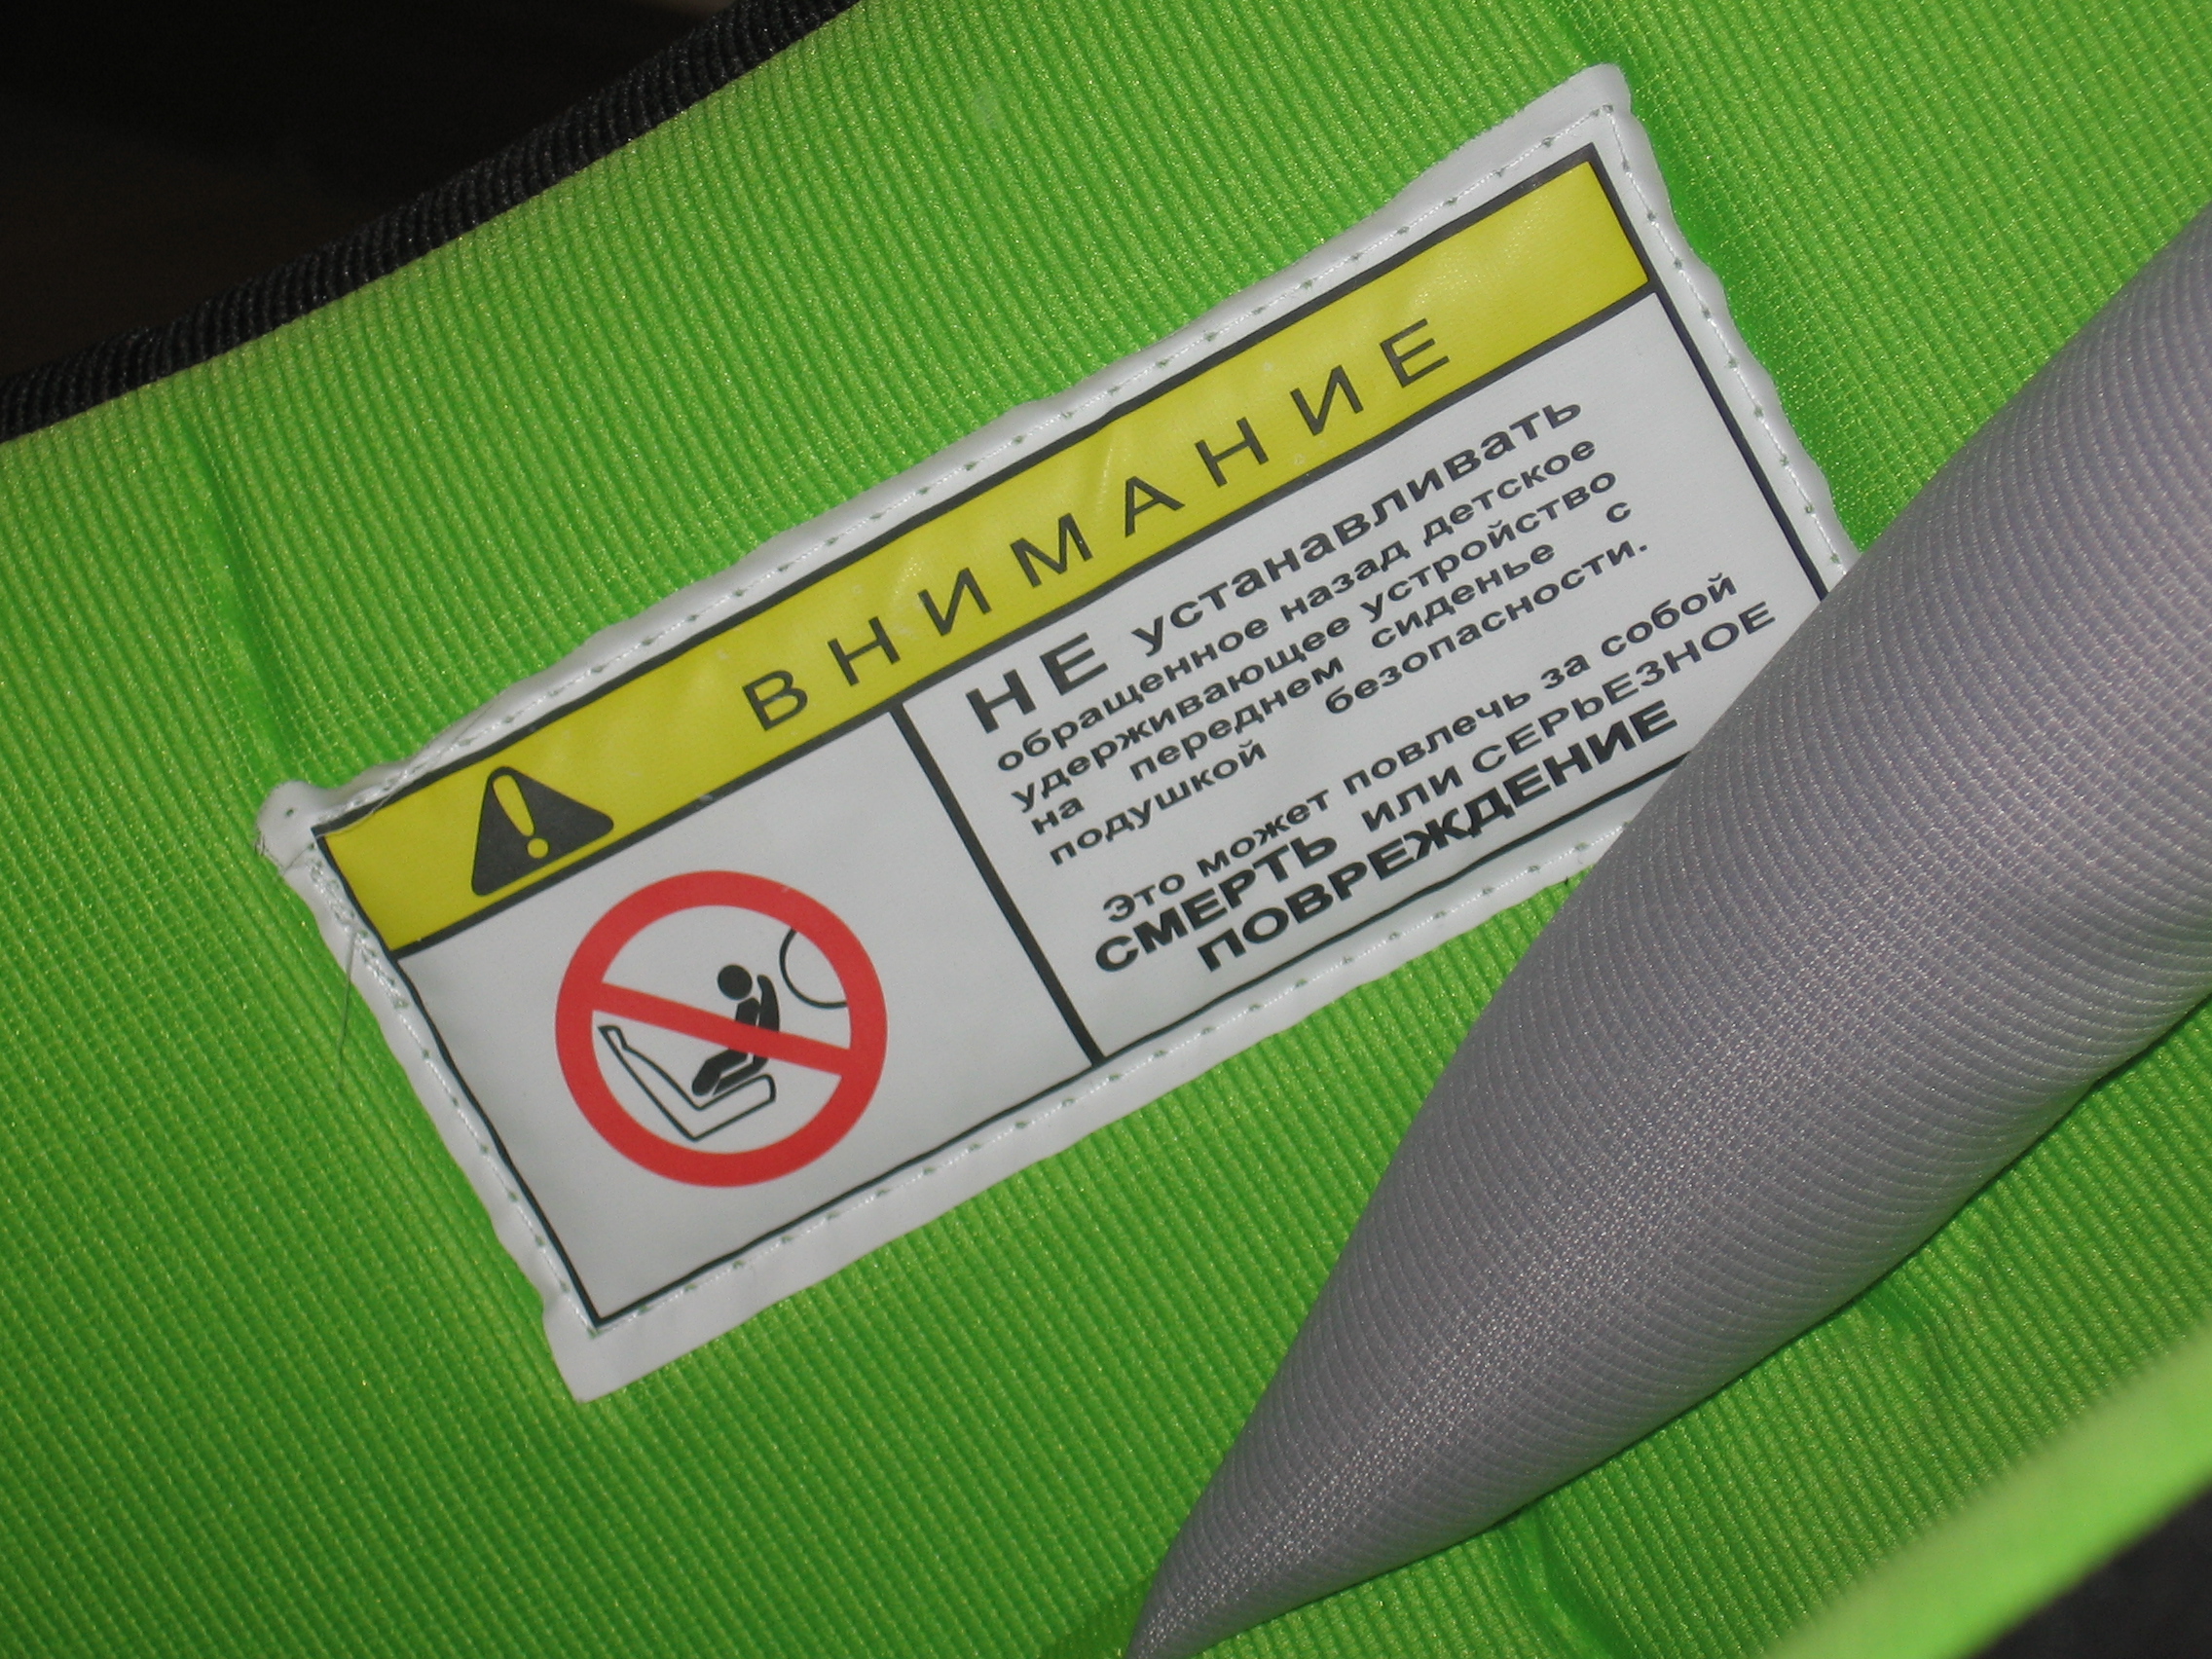 ВНИМАНИЕ
НЕ устанавливать
обращенное назад детское
удерживающее устройство
на переднем сиденье с
подушкой безопасности.
Это может повлечь за собой
СМЕРТЬ или СЕРЬЕЗНОЕ
ПОВРЕЖДЕНИЕ